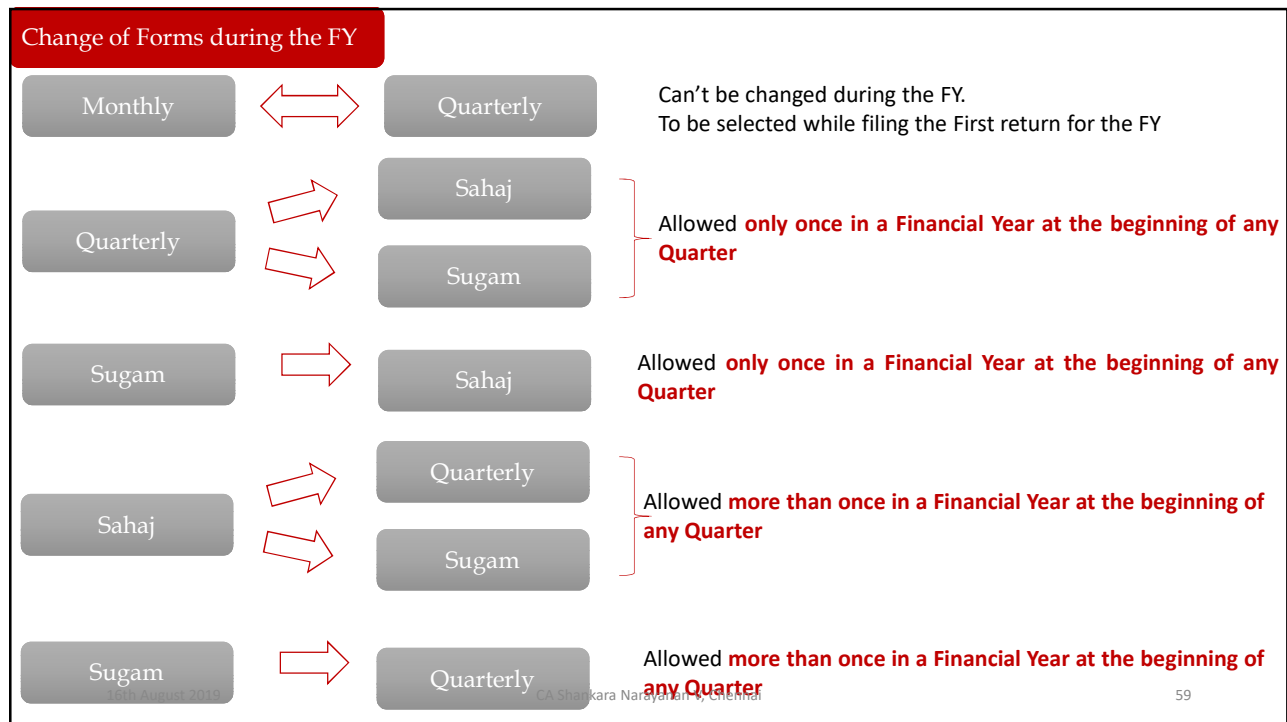 Change of Forms during the FY
Monthly
Quarterly
Can't be changed during the FY.
To be selected while filing the First return for the FY
Quarterly
Sahaj
Sugam
Allowed only once in a Financial Year at the beginning of any
Quarter
Sugam
Sahaj
Allowed only once in a Financial Year at the beginning of any
Quarter
Sahaj
Quarterly
Sugam
Allowed more than once in a Financial Year at the beginning of
any Quarter
Sugam
Quarterly
Allowed more than once in a Financial Year at the beginning of
any Quarter
16th August 2019
CA Shankara Narayanan V, Chennai
59